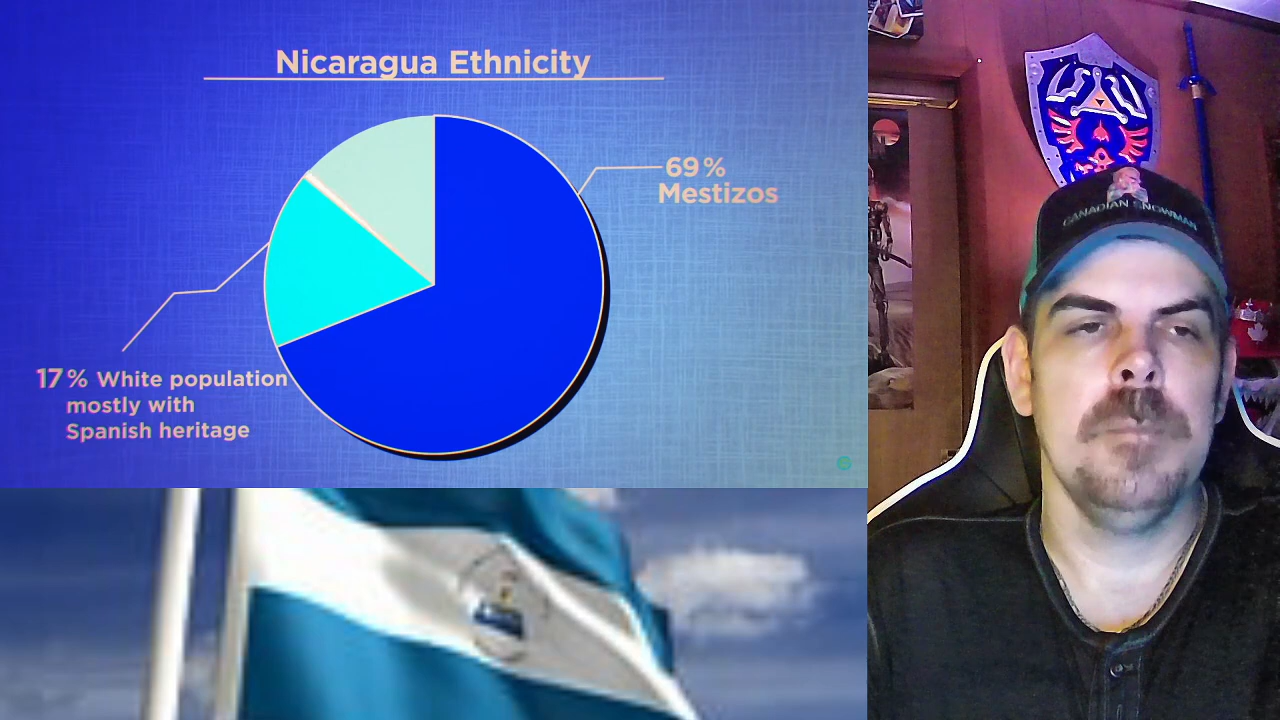 Nicaragua Ethnicity
69%
Mestizos
17% White population
mostly with
Spanish heritage
CANADIAN SNOWMAN